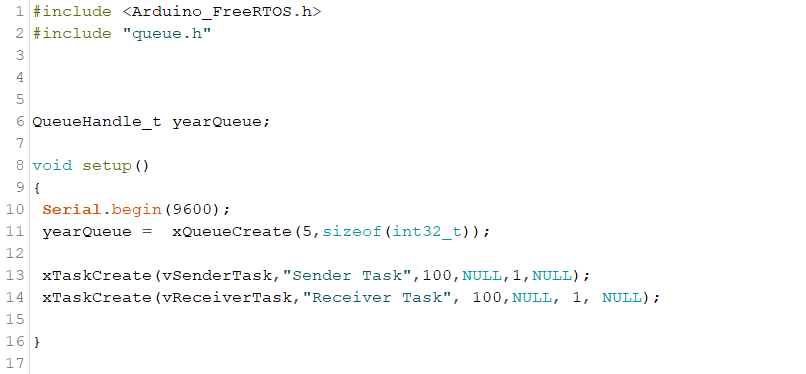 1 #include <Arduino_FreeRTOS.h>
2 #include "queue.h"
3
4
5
6 QueueHandle_t yearQueue;
7
8 void setup()
9 {
10  Serial.begin(9600);
11  yearQueue =  xQueueCreate(5,sizeof(int32_t));
12
13  xTaskCreate(vSenderTask,"Sender Task",100,NULL,1,NULL);
14  xTaskCreate(vReceiverTask,"Receiver Task", 100,NULL, 1, NULL);
15
16 }
17